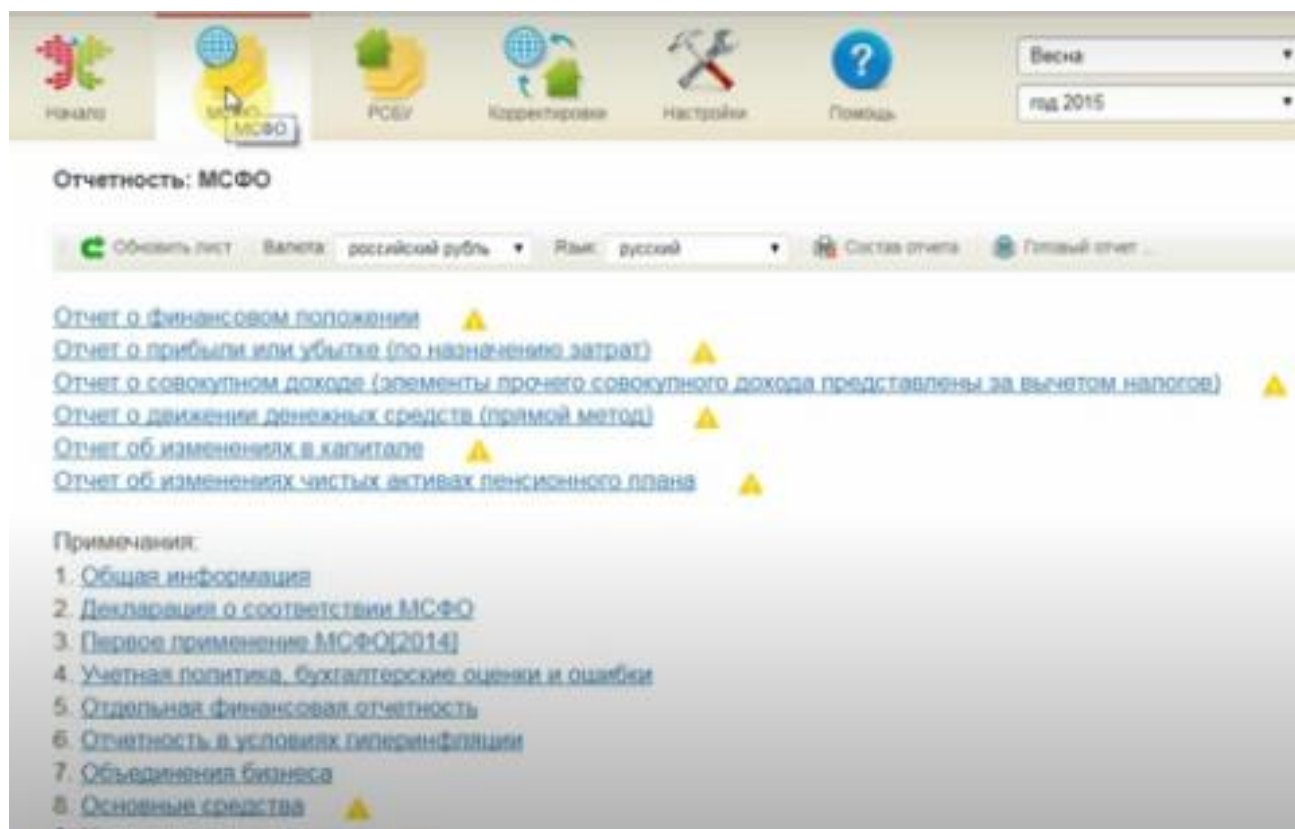 Начало
МСФО
МСФО
РСБУ
Корректировки
Настройки
Помощь
Весна
год 2015
Отчетность: МСФО
Обновить лист Валюта: российский рубль Язык: русский Состав отчета Готовый отчет ...
Отчет о финансовом положении
Отчет о прибыли или убытке (по назначению затрат)
Отчет о совокупном доходе (элементы прочего совокупного дохода представлены за вычетом налогов)
Отчет о движении денежных средств (прямой метод)
Отчет об изменениях в капитале
Отчет об изменениях чистых активах пенсионного плана
Примечания:
1. Общая информация
2. Декларация о соответствии МСФО
3. Первое применение МСФО[2014]
4. Учетная политика, бухгалтерские оценки и ошибки
5. Отдельная финансовая отчетность
6. Отчетность в условиях гиперинфляции
7. Объединения бизнеса
8. Основные средства